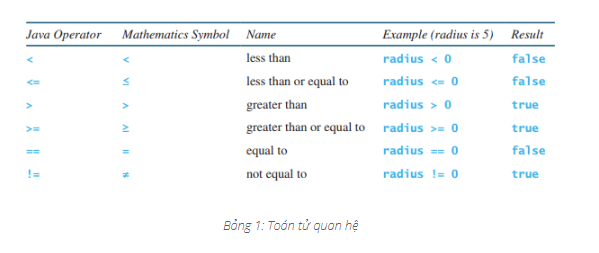 Java Operator Mathematics Symbol Name Example (radius is 5) Result
< < less than radius < 0 false
<= ≤ less than or equal to radius <= 0 false
> > greater than radius > 0 true
>= ≥ greater than or equal to radius >= 0 true
== = equal to radius == 0 false
!= ≠ not equal to radius != 0 true
Bảng 1: Toán tử quan hệ